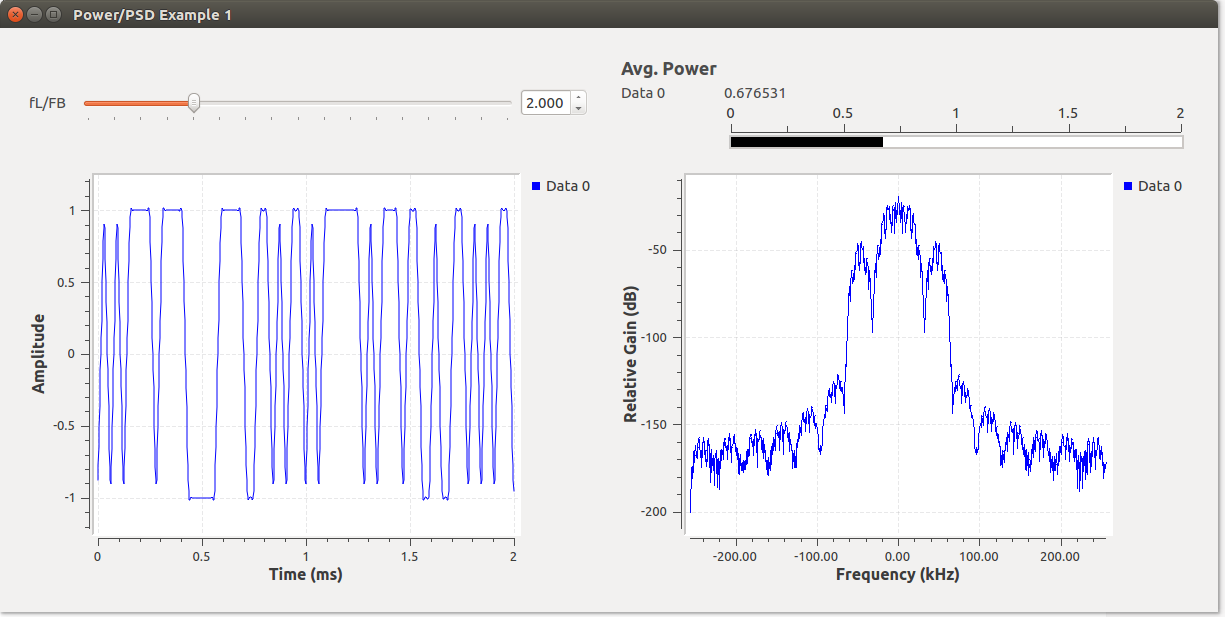 Power/PSD Example 1
fL/FB
2.000
Avg. Power
Data 0 0.676531
0 0.5 1 1.5 2
Data 0
1
0.5
0
-0.5
-1
Amplitude
0 0.5 1 1.5 2
Time (ms)
Data 0
-50
-100
-150
-200
Relative Gain (dB)
-200.00 -100.00 0.00 100.00 200.00
Frequency (kHz)